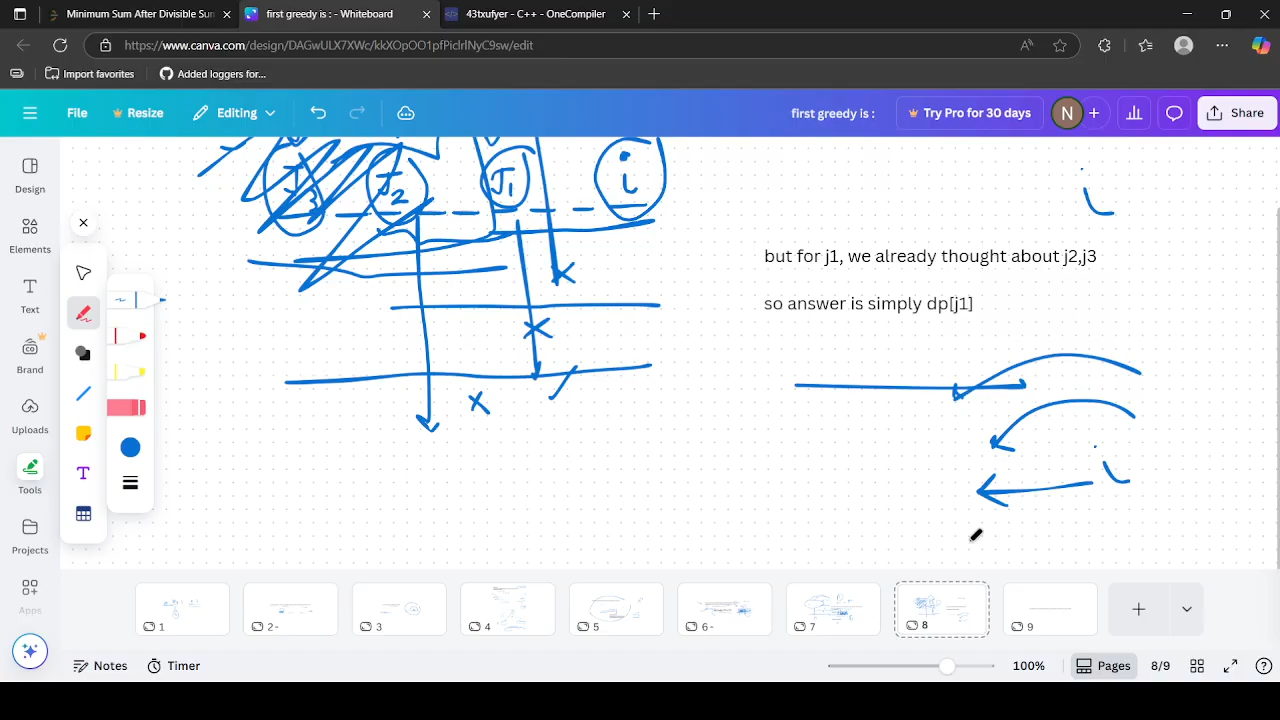 Minimum Sum After Divisible Sun
first greedy is : - Whiteboard
43txufyer - C++ - OneCompiler
https://www.canva.com/design/DAGwULX7XWc/kkXOpOO1pfPiclrlNyC9sw/edit
Import favorites
Added loggers for...
File
Resize
Editing
first greedy is :
N
Try Pro for 30 days
Share
Design
Elements
Text
Brand
Uploads
Tools
Projects
Apps
J3
J2
J1
i
i
but for j1, we already thought about j2,j3
so answer is simply dp[j1]
i
1
2-
3
4
5
6-
7
8
9
Notes
Timer
100%
Pages
8/9